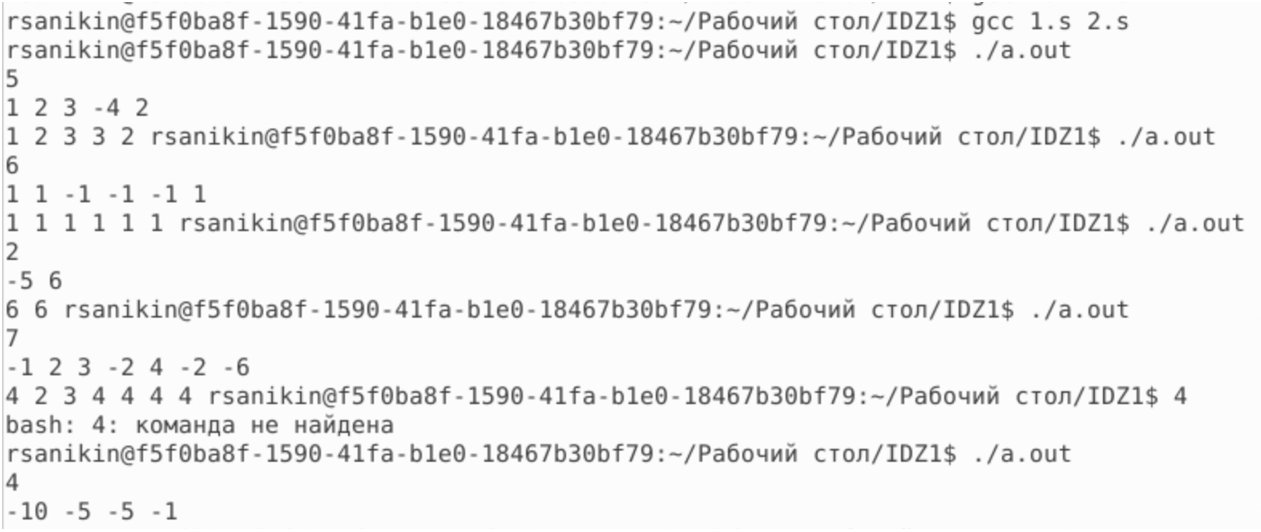 rsanikin@f5f0ba8f-1590-41fa-b1e0-18467b30bf79:~/Рабочий стол/IDZ1$ gcc 1.s 2.s
rsanikin@f5f0ba8f-1590-41fa-b1e0-18467b30bf79:~/Рабочий стол/IDZ1$ ./a.out
5
1 2 3 -4 2
1 2 3 3 2 rsanikin@f5f0ba8f-1590-41fa-b1e0-18467b30bf79:~/Рабочий стол/IDZ1$ ./a.out
6
1 1 -1 -1 -1 1
1 1 1 1 1 1 rsanikin@f5f0ba8f-1590-41fa-b1e0-18467b30bf79:~/Рабочий стол/IDZ1$ ./a.out
2
-5 6
6 6 rsanikin@f5f0ba8f-1590-41fa-b1e0-18467b30bf79:~/Рабочий стол/IDZ1$ ./a.out
7
-1 2 3 -2 4 -2 -6
4 2 3 4 4 4 4 rsanikin@f5f0ba8f-1590-41fa-b1e0-18467b30bf79:~/Рабочий стол/IDZ1$ 4
bash: 4: команда не найдена
rsanikin@f5f0ba8f-1590-41fa-b1e0-18467b30bf79:~/Рабочий стол/IDZ1$ ./a.out
4
-10 -5 -5 -1